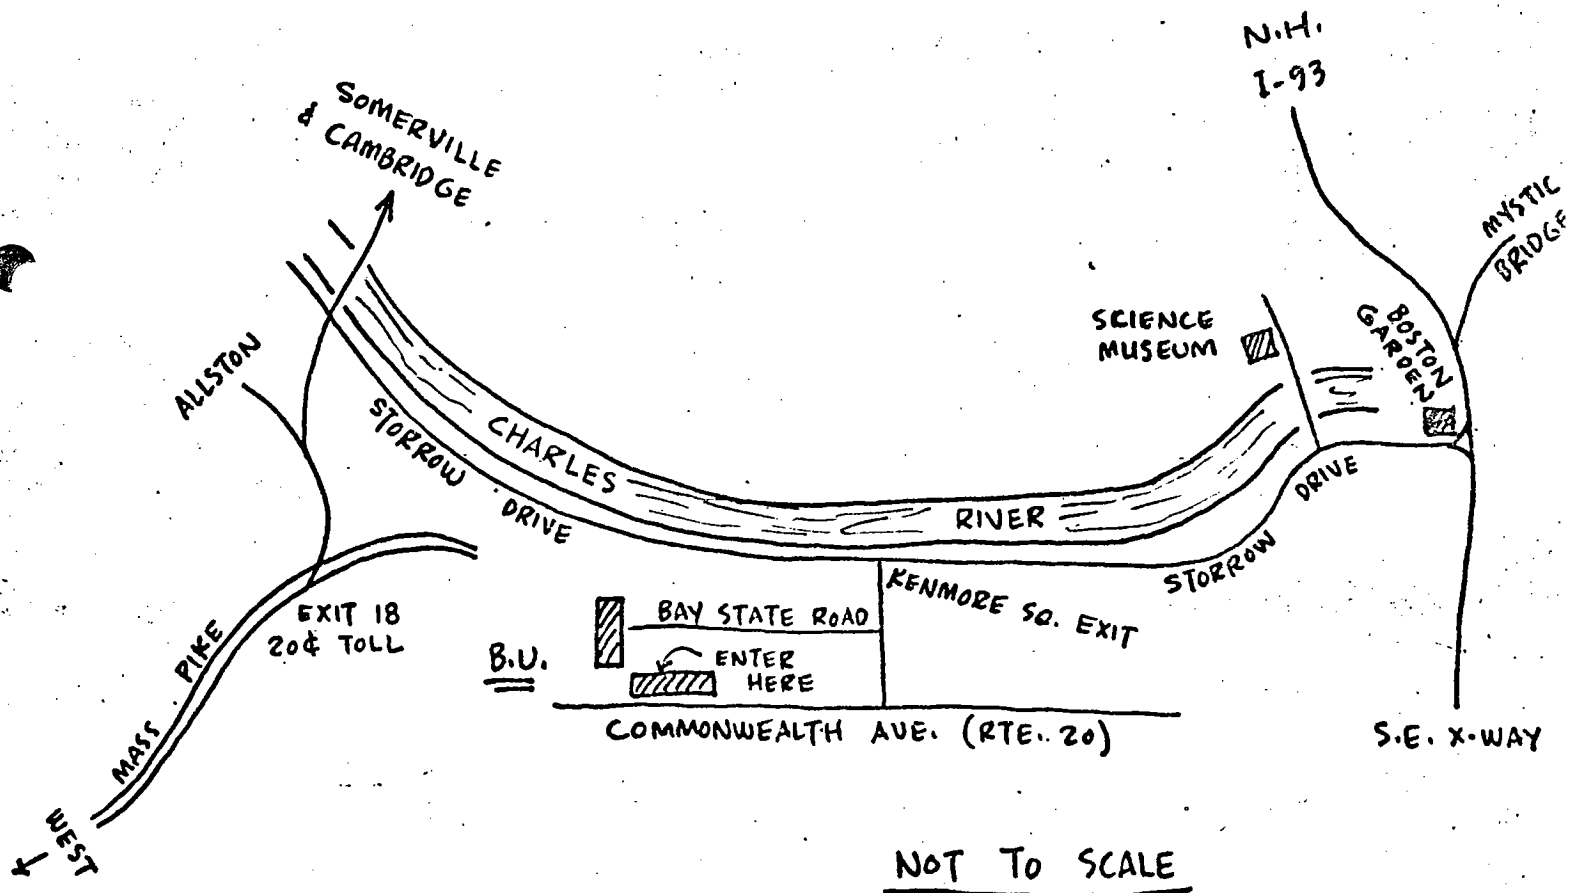 N.H.
I-93
SOMERVILLE
& CAMBRIDGE
MYSTIC
BRIDGE
SCIENCE
MUSEUM
BOSTON
GARDEN
ALLSTON
STORROW DRIVE
CHARLES RIVER
STORROW DRIVE
KENMORE SQ. EXIT
EXIT 18
20¢ TOLL
BAY STATE ROAD
B.U.
ENTER
HERE
MASS PIKE
COMMONWEALTH AVE. (RTE. 20)
S.E. X-WAY
WEST
NOT TO SCALE